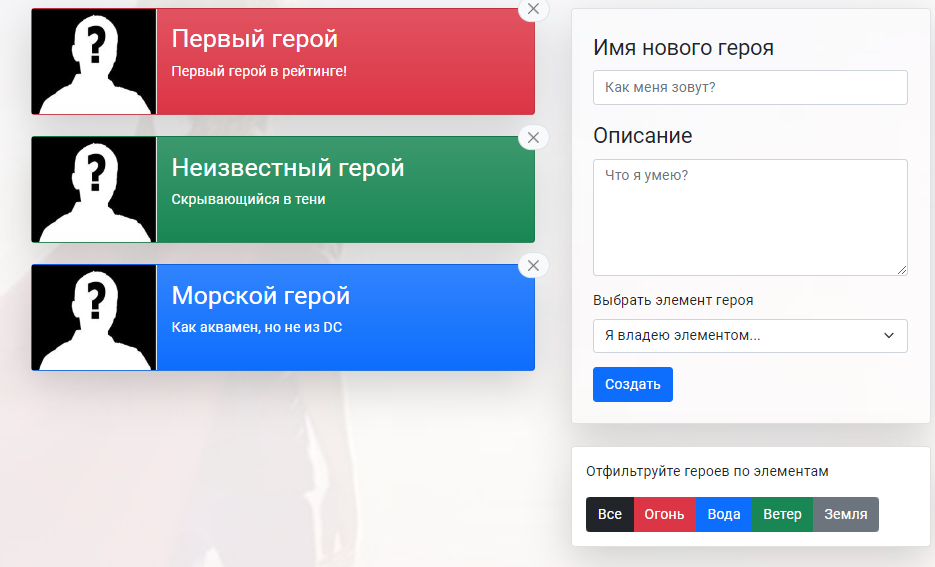 Первый герой
Первый герой в рейтинге!
Неизвестный герой
Скрывающийся в тени
Морской герой
Как аквамен, но не из DC
Имя нового героя
Как меня зовут?
Описание
Что я умею?
Выбрать элемент героя
Я владею элементом...
Создать
Отфильтруйте героев по элементам
Все Огонь Вода Ветер Земля